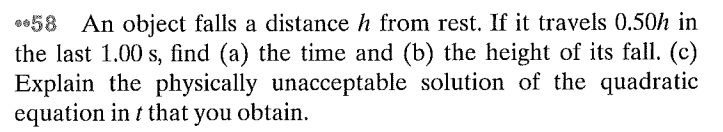 ••58 An object falls a distance h from rest. If it travels 0.50h in
the last 1.00 s, find (a) the time and (b) the height of its fall. (c)
Explain the physically unacceptable solution of the quadratic
equation in t that you obtain.